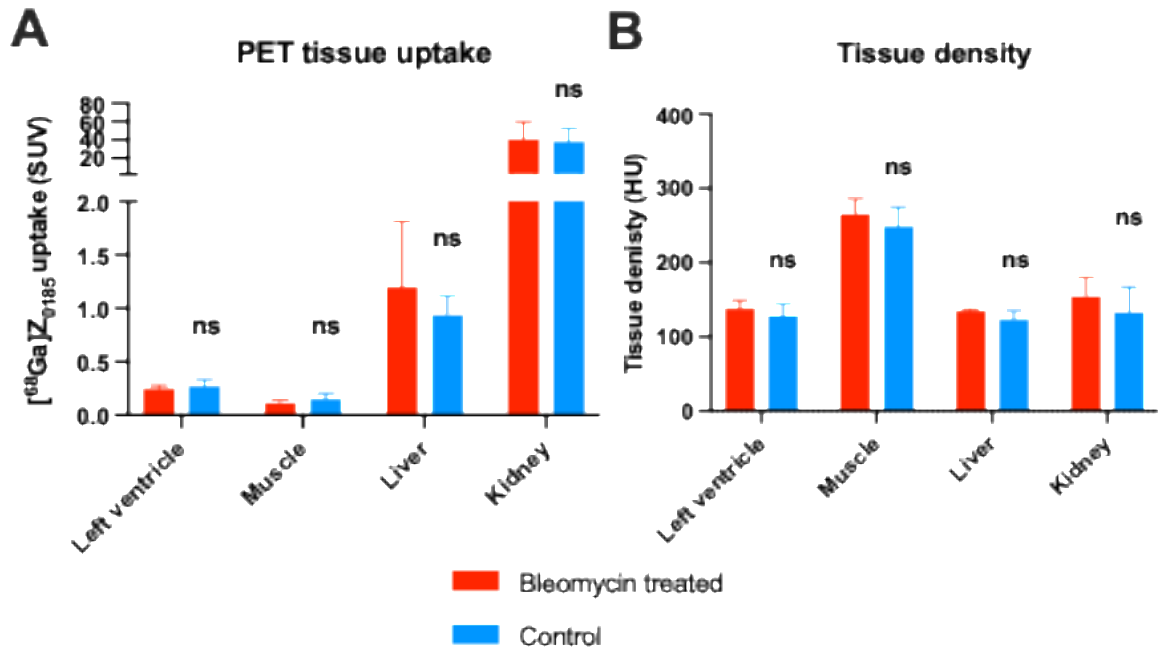 A
PET tissue uptake
[⁶⁸Ga]Z₀₁₈₅ uptake (SUV)
80
60
40
20
2.0
1.5
1.0
0.5
0.0
ns
ns
ns
ns
Left ventricle
Muscle
Liver
Kidney
B
Tissue density
Tissue denisty (HU)
400
300
200
100
0
ns
ns
ns
ns
Left ventricle
Muscle
Liver
Kidney
Bleomycin treated
Control